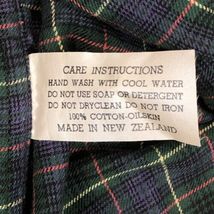 CARE INSTRUCTIONS
HAND WASH WITH COOL WATER
DO NOT USE SOAP OR DETERGENT
DO NOT DRYCLEAN DO NOT IRON
100% COTTON-OILSKIN
MADE IN NEW ZEALAND